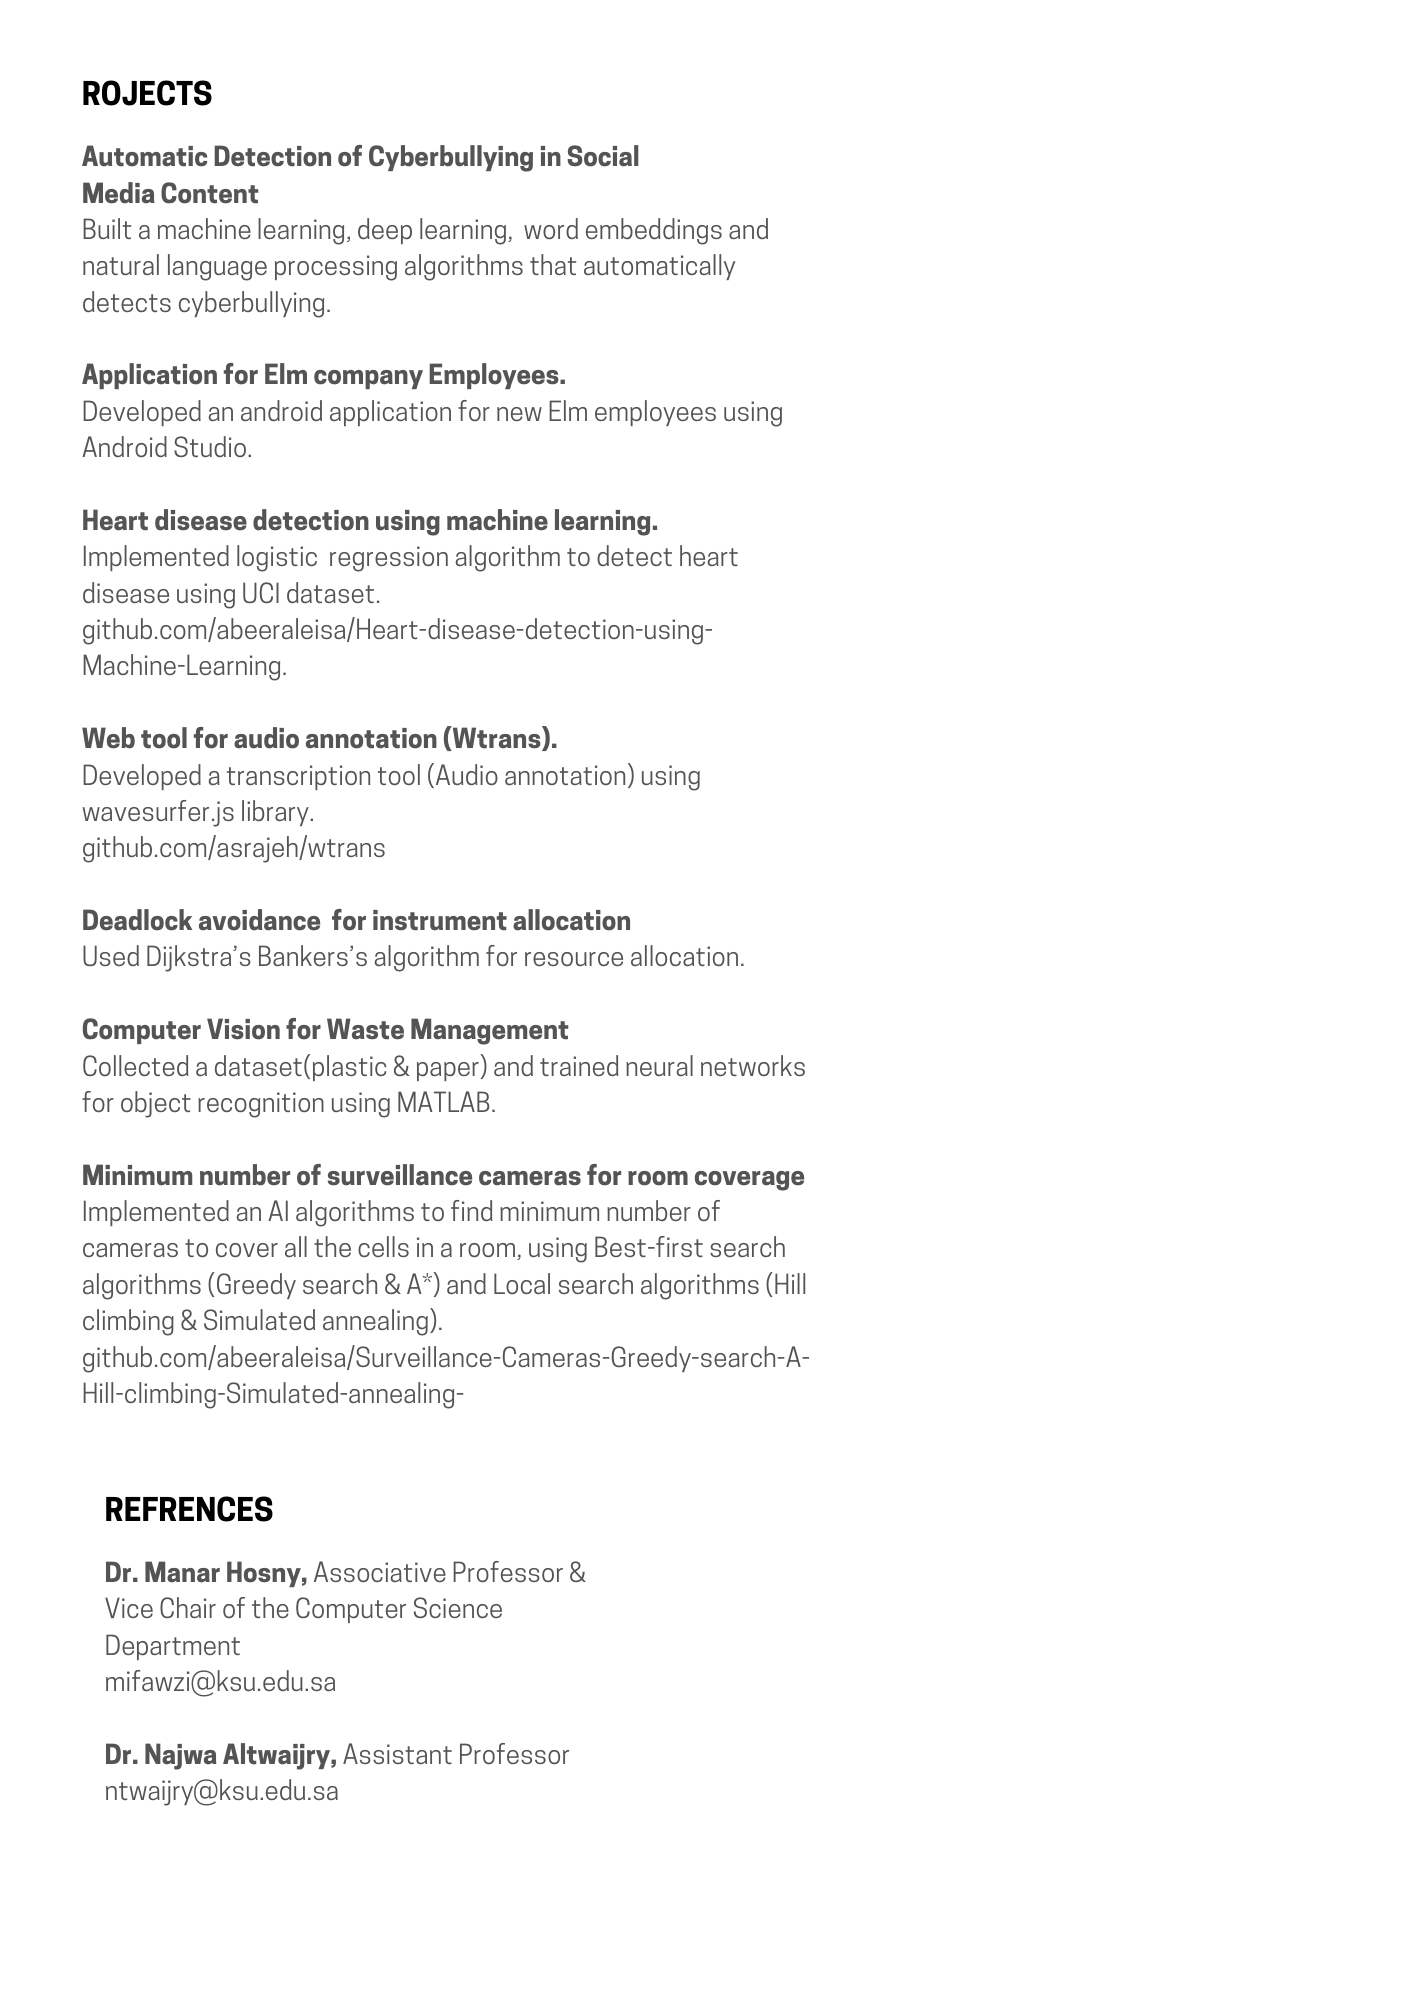 ROJECTS
Automatic Detection of Cyberbullying in Social
Media Content
Built a machine learning, deep learning,  word embeddings and
natural language processing algorithms that automatically
detects cyberbullying.
Application for Elm company Employees.
Developed an android application for new Elm employees using
Android Studio.
Heart disease detection using machine learning.
Implemented logistic  regression algorithm to detect heart
disease using UCI dataset.
github.com/abeeraleisa/Heart-disease-detection-using-
Machine-Learning.
Web tool for audio annotation (Wtrans).
Developed a transcription tool (Audio annotation) using
wavesurfer.js library.
github.com/asrajeh/wtrans
Deadlock avoidance  for instrument allocation
Used Dijkstra’s Bankers’s algorithm for resource allocation.
Computer Vision for Waste Management
Collected a dataset(plastic & paper) and trained neural networks
for object recognition using MATLAB.
Minimum number of surveillance cameras for room coverage
Implemented an AI algorithms to find minimum number of
cameras to cover all the cells in a room, using Best-first search
algorithms (Greedy search & A*) and Local search algorithms (Hill
climbing & Simulated annealing).
github.com/abeeraleisa/Surveillance-Cameras-Greedy-search-A-
Hill-climbing-Simulated-annealing-
REFRENCES
Dr. Manar Hosny, Associative Professor &
Vice Chair of the Computer Science
Department
mifawzi@ksu.edu.sa
Dr. Najwa Altwaijry, Assistant Professor
ntwaijry@ksu.edu.sa